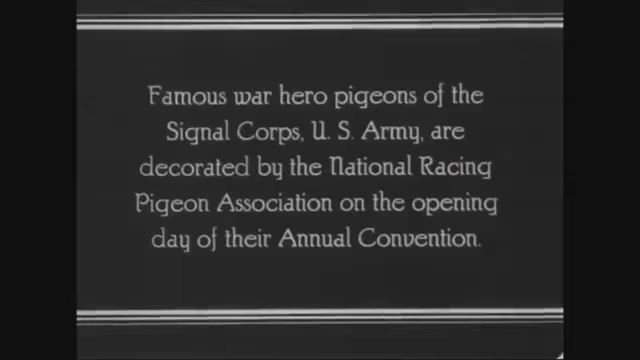 Famous war hero pigeons of the
Signal Corps, U. S. Army, are
decorated by the National Racing
Pigeon Association on the opening
day of their Annual Convention.